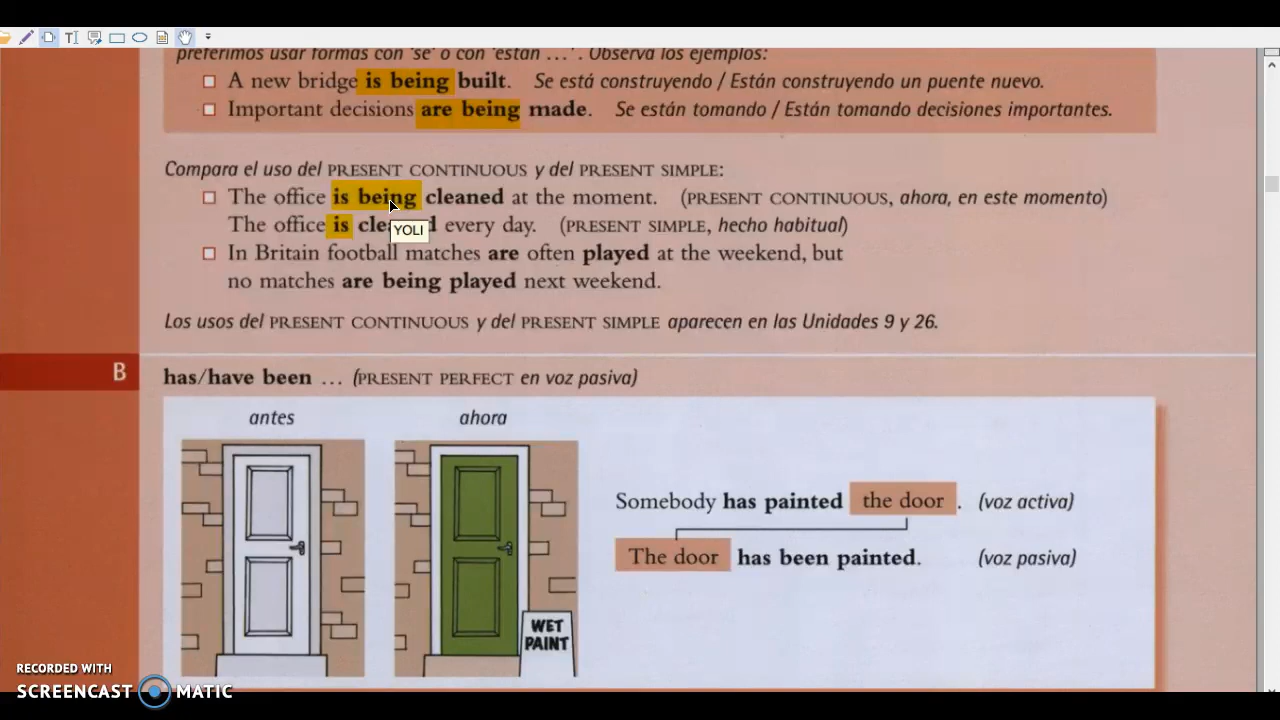 preferimos usar formas con 'se' o con 'están ...'. Observa los ejemplos:
A new bridge is being built. Se está construyendo / Están construyendo un puente nuevo.
Important decisions are being made. Se están tomando / Están tomando decisiones importantes.
Compara el uso del PRESENT CONTINUOUS y del PRESENT SIMPLE:
The office is being cleaned at the moment. (PRESENT CONTINUOUS, ahora, en este momento)
The office is every day. (PRESENT SIMPLE, hecho habitual)
YOLI
In Britain football matches are often played at the weekend, but
no matches are being played next weekend.
Los usos del PRESENT CONTINUOUS y del PRESENT SIMPLE aparecen en las Unidades 9 y 26.
B
has/have been ... (PRESENT PERFECT en voz pasiva)
antes
ahora
Somebody has painted the door. (voz activa)
The door has been painted. (voz pasiva)
WET
PAINT
RECORDED WITH
SCREENCAST MATIC